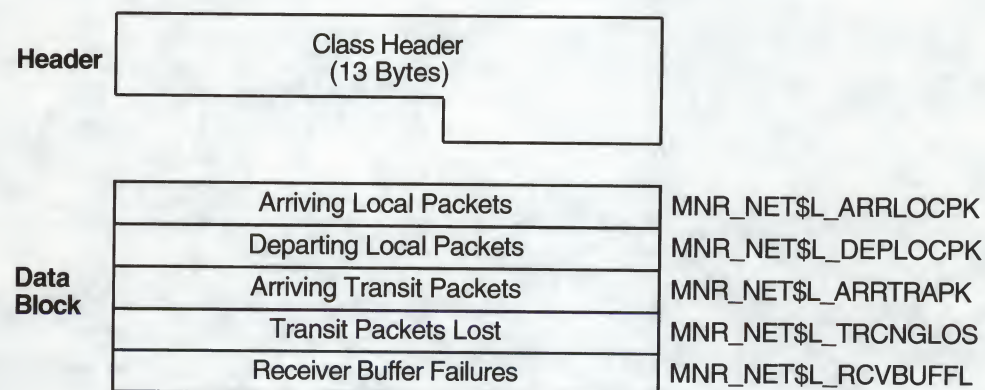 Header
Class Header
(13 Bytes)
Data
Block
Arriving Local Packets MNR_NET$L_ARRLOCPK
Departing Local Packets MNR_NET$L_DEPLOCPK
Arriving Transit Packets MNR_NET$L_ARRTRAPK
Transit Packets Lost MNR_NET$L_TRCNGLOS
Receiver Buffer Failures MNR_NET$L_RCVBUFFL